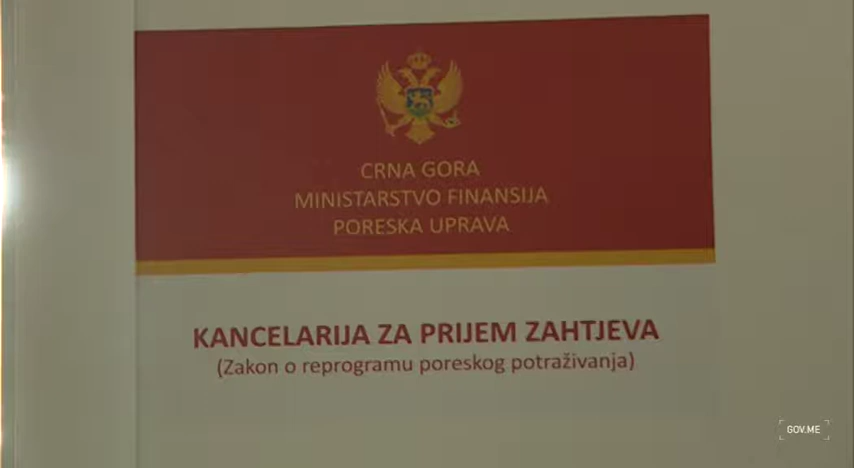 CRNA GORA
MINISTARSTVO FINANSIJA
PORESKA UPRAVA
KANCELARIJA ZA PRIJEM ZAHTJEVA
(Zakon o reprogramu poreskog potraživanja)
GOV.ME